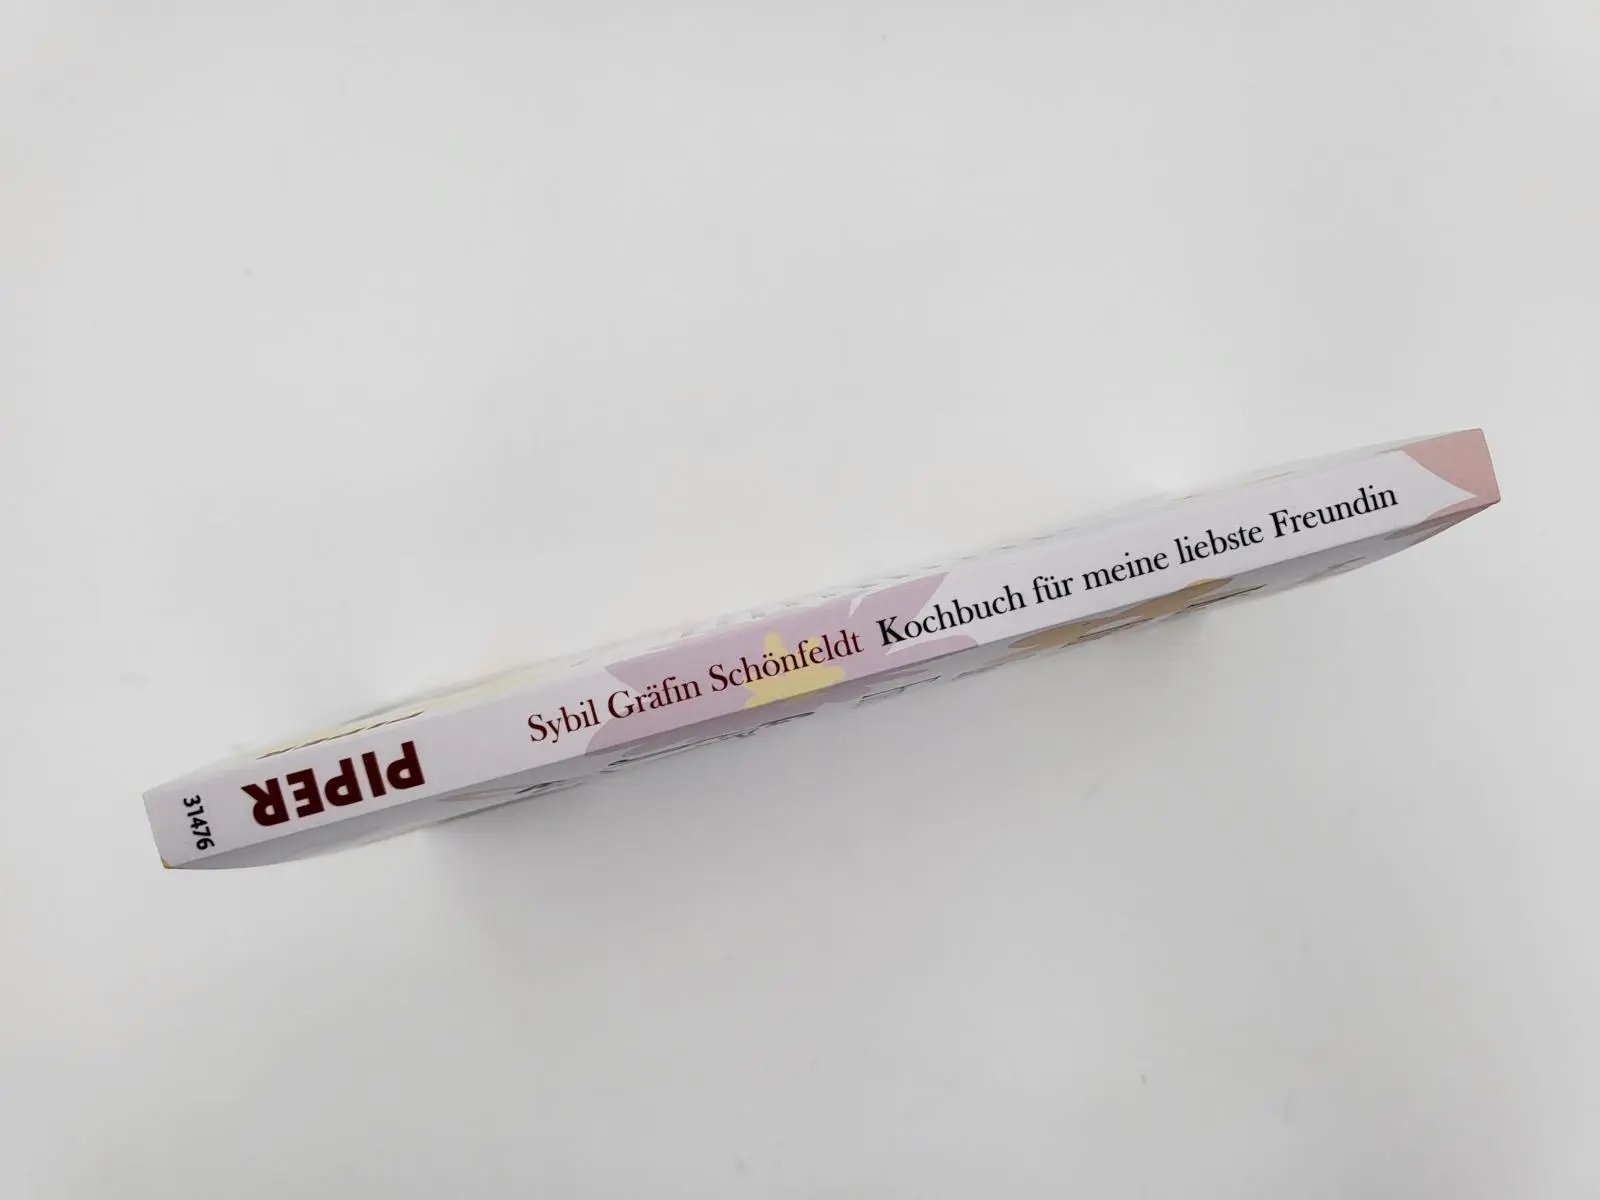 Sybil Gräfin Schönfeldt Kochbuch für meine liebste Freundin
PIPER
31476